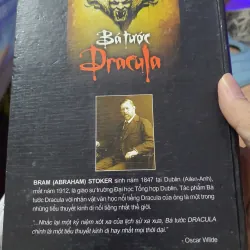 Bá tước
Dracula
BRAM (ABRAHAM) STOKER sinh năm 1847 tại Dublin (Ailen-Anh),
mất năm 1912, là giáo sư trường Đại học Tổng hợp Dublin. Tác phẩm Bá
tước Dracula với nhân vật văn học nổi tiếng Dracula của ông là một trong
những tiểu thuyết kinh dị nổi tiếng nhất thế giới.
"...Nhắc lại một kỷ niệm xót xa của lịch sử xa xưa, Bá tước DRACULA
chính là một tiểu thuyết kinh dị hay nhất mọi thời đại."
- Oscar Wilde